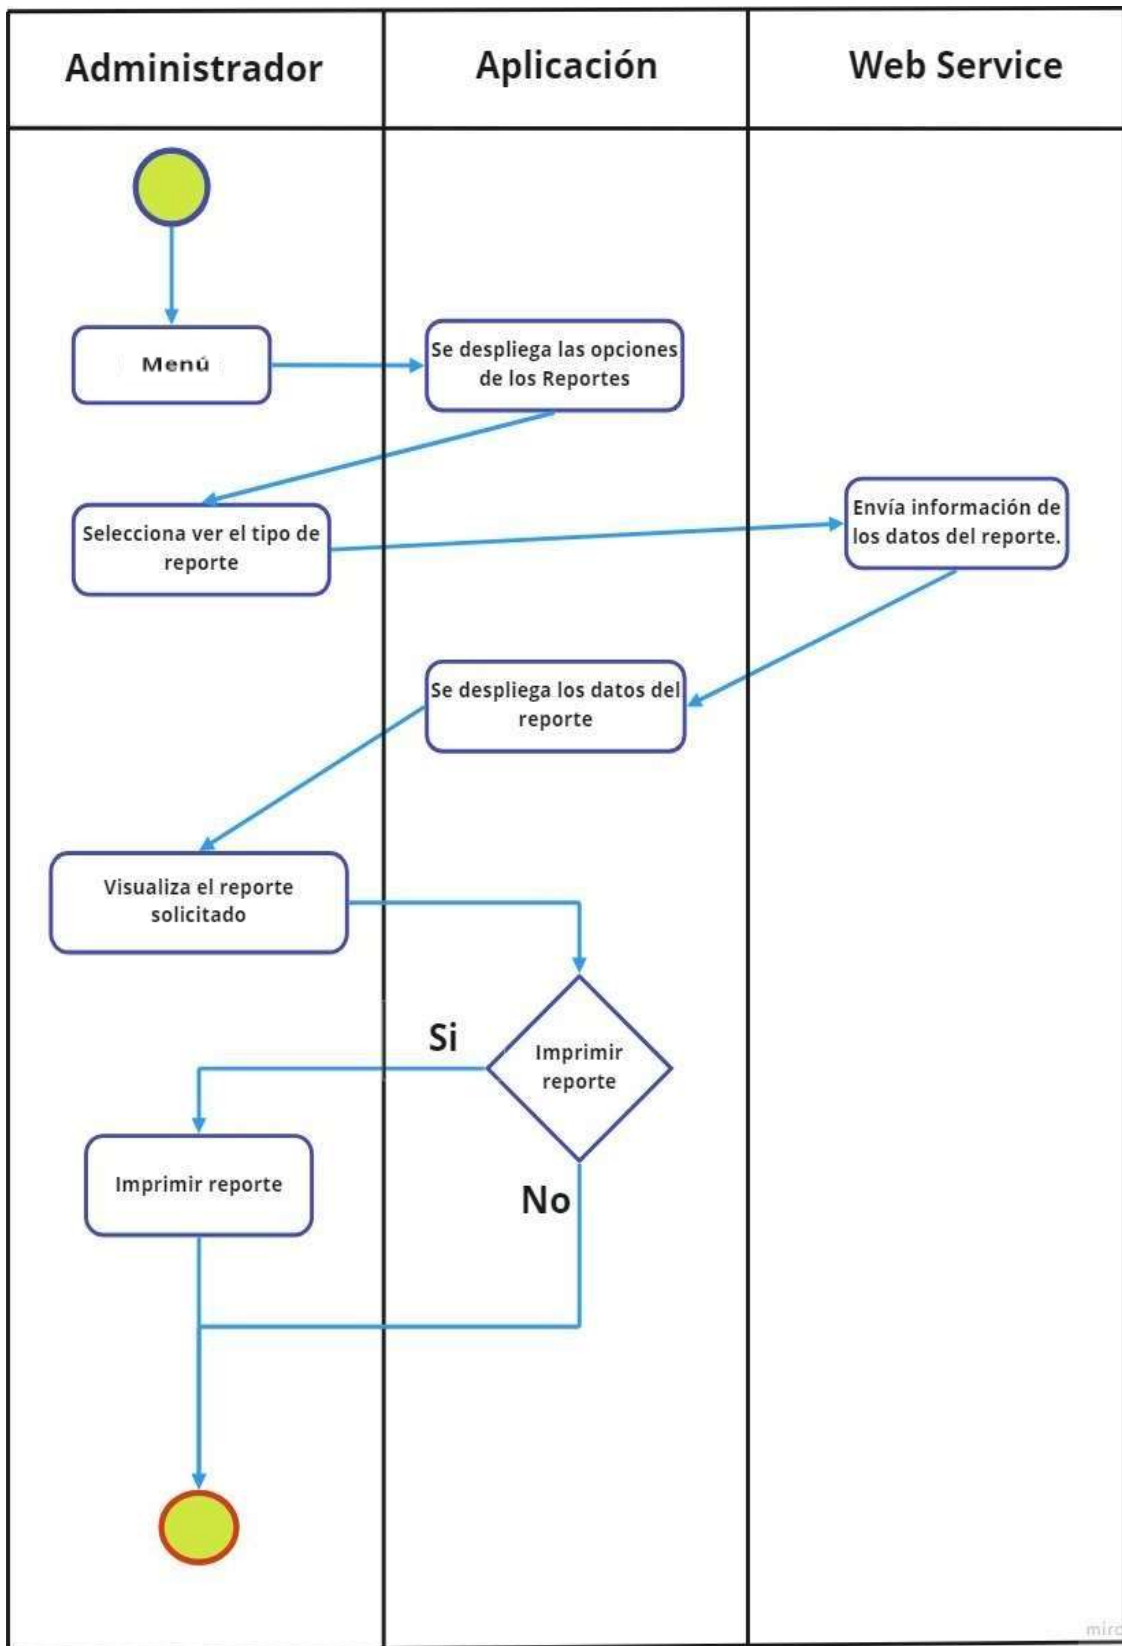 Administrador
Aplicación
Web Service
Menú
Se despliega las opciones
de los Reportes
Selecciona ver el tipo de
reporte
Envía información de
los datos del reporte.
Se despliega los datos del
reporte
Visualiza el reporte
solicitado
Si
Imprimir
reporte
Imprimir reporte
No